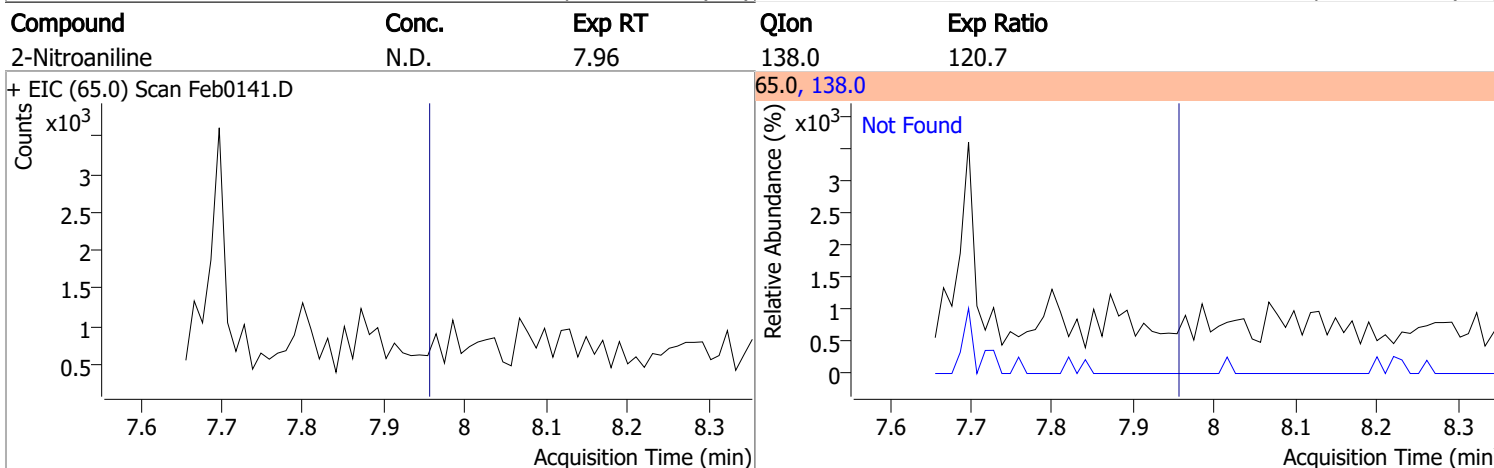 Compound Conc. Exp RT QIon Exp Ratio
2-Nitroaniline N.D. 7.96 138.0 120.7
+ EIC (65.0) Scan Feb0141.D
x10³
Counts
3
2.5
2
1.5
1
0.5
7.6 7.7 7.8 7.9 8 8.1 8.2 8.3
Acquisition Time (min)
65.0, 138.0
x10³
Not Found
Relative Abundance (%)
3
2.5
2
1.5
1
0.5
0
7.6 7.7 7.8 7.9 8 8.1 8.2 8.3
Acquisition Time (min)